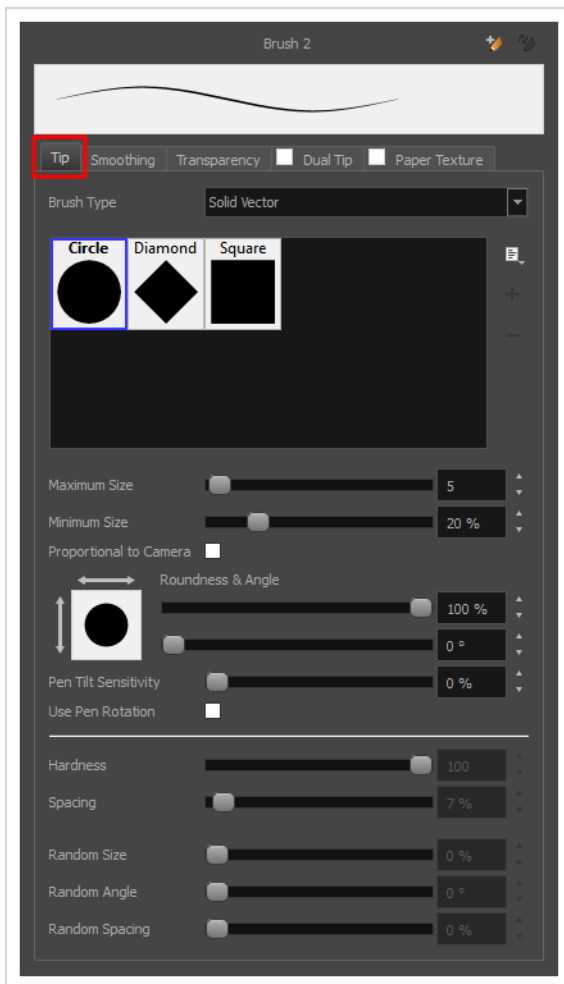 Brush 2
Tip Smoothing Transparency Dual Tip Paper Texture
Brush Type Solid Vector
Circle Diamond Square
Maximum Size 5
Minimum Size 20 %
Proportional to Camera
Roundness & Angle
100 %
0 °
Pen Tilt Sensitivity 0 %
Use Pen Rotation
Hardness 100
Spacing 7 %
Random Size 0 %
Random Angle 0 °
Random Spacing 0 %